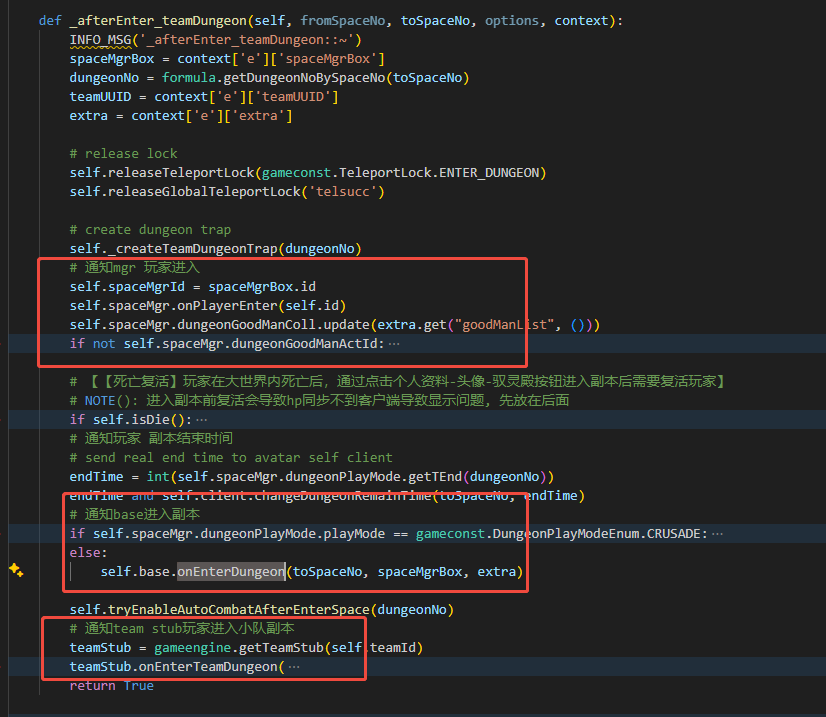 def _afterEnter_teamDungeon(self, fromSpaceNo, toSpaceNo, options, context):
INFO_MSG('_afterEnter_teamDungeon::~')
spaceMgrBox = context['e']['spaceMgrBox']
dungeonNo = formula.getDungeonNoBySpaceNo(toSpaceNo)
teamUUID = context['e']['teamUUID']
extra = context['e']['extra']
# release lock
self.releaseTeleportLock(gameconst.TeleportLock.ENTER_DUNGEON)
self.releaseGlobalTeleportLock('telsucc')
# create dungeon trap
self._createTeamDungeonTrap(dungeonNo)
# 通知mgr 玩家进入
self.spaceMgrId = spaceMgrBox.id
self.spaceMgr.onPlayerEnter(self.id)
self.spaceMgr.dungeonGoodManColl.update(extra.get("goodManList", ()))
if not self.spaceMgr.dungeonGoodManActId:…
# 【【死亡复活】玩家在大世界内死亡后, 通过点击个人资料-头像-驭灵殿按钮进入副本后需要复活玩家】
# NOTE(): 进入副本前复活会导致hp同步不到客户端导致显示问题, 先放在后面
if self.isDie():…
# 通知玩家 副本结束时间
# send real end time to avatar self client
endTime = int(self.spaceMgr.dungeonPlayMode.getTEnd(dungeonNo))
endTime and self.client.changeDungeonRemainTime(toSpaceNo, endTime)
# 通知base进入副本
if self.spaceMgr.dungeonPlayMode.playMode == gameconst.DungeonPlayModeEnum.CRUSADE:…
else:
self.base.onEnterDungeon(toSpaceNo, spaceMgrBox, extra)
self.tryEnableAutoCombatAfterEnterSpace(dungeonNo)
# 通知team stub玩家进入小队副本
teamStub = gameengine.getTeamStub(self.teamId)
teamStub.onEnterTeamDungeon(…
return True